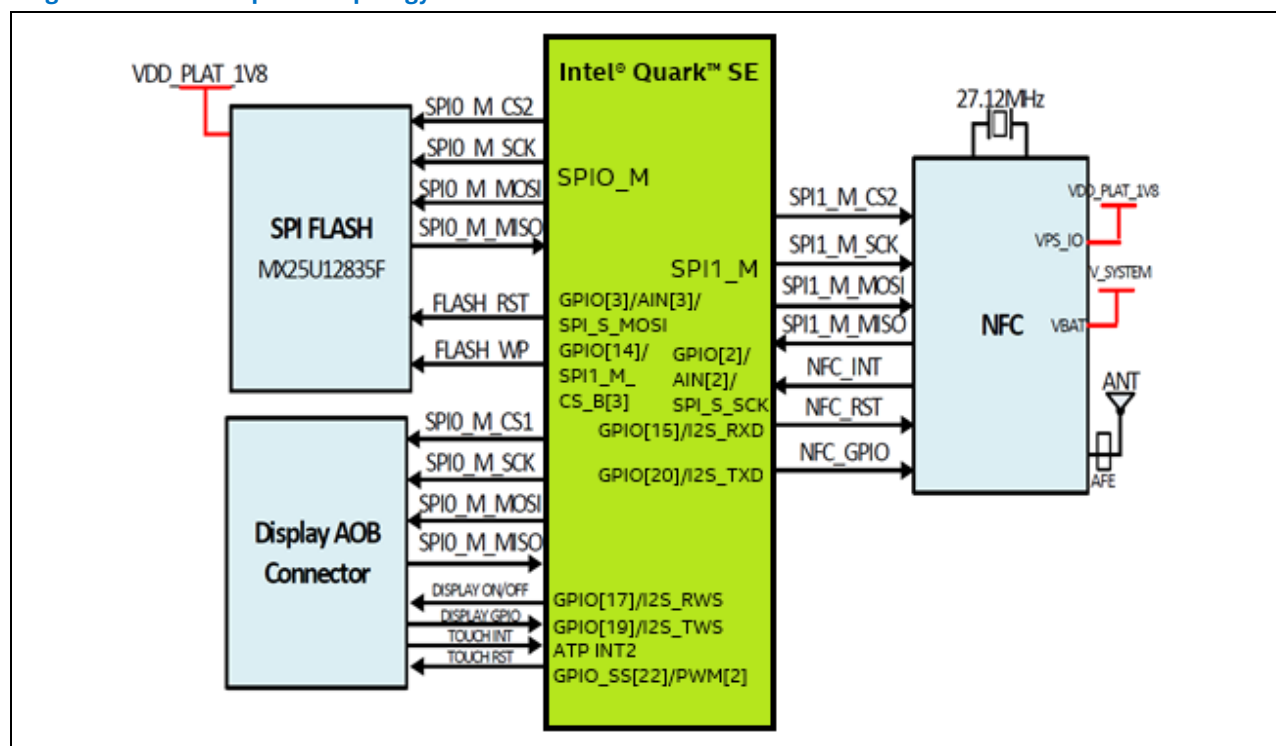 VDD_PLAT_1V8
SPI FLASH
MX25U12835F
SPI0_M_CS2
SPI0_M_SCK
SPI0_M_MOSI
SPI0_M_MISO
FLASH_RST
FLASH_WP
Display AOB
Connector
SPI0_M_CS1
SPI0_M_SCK
SPI0_M_MOSI
SPI0_M_MISO
DISPLAY ON/OFF
DISPLAY GPIO
TOUCH INT
TOUCH RST
Intel® Quark™ SE
SPIO_M
SPI1_M
GPIO[3]/AIN[3]/
SPI_S_MOSI
GPIO[14]/
SPI1_M_
CS_B[3]
GPIO[2]/
AIN[2]/
SPI_S_SCK
GPIO[15]/I2S_RXD
GPIO[20]/I2S_TXD
GPIO[17]/I2S_RWS
GPIO[19]/I2S_TWS
ATP INT2
GPIO_SS[22]/PWM[2]
SPI1_M_CS2
SPI1_M_SCK
SPI1_M_MOSI
SPI1_M_MISO
NFC_INT
NFC_RST
NFC_GPIO
27.12MHz
NFC
VDD_PLAT_1V8
VPS_IO
V_SYSTEM
VBAT
ANT
AFE